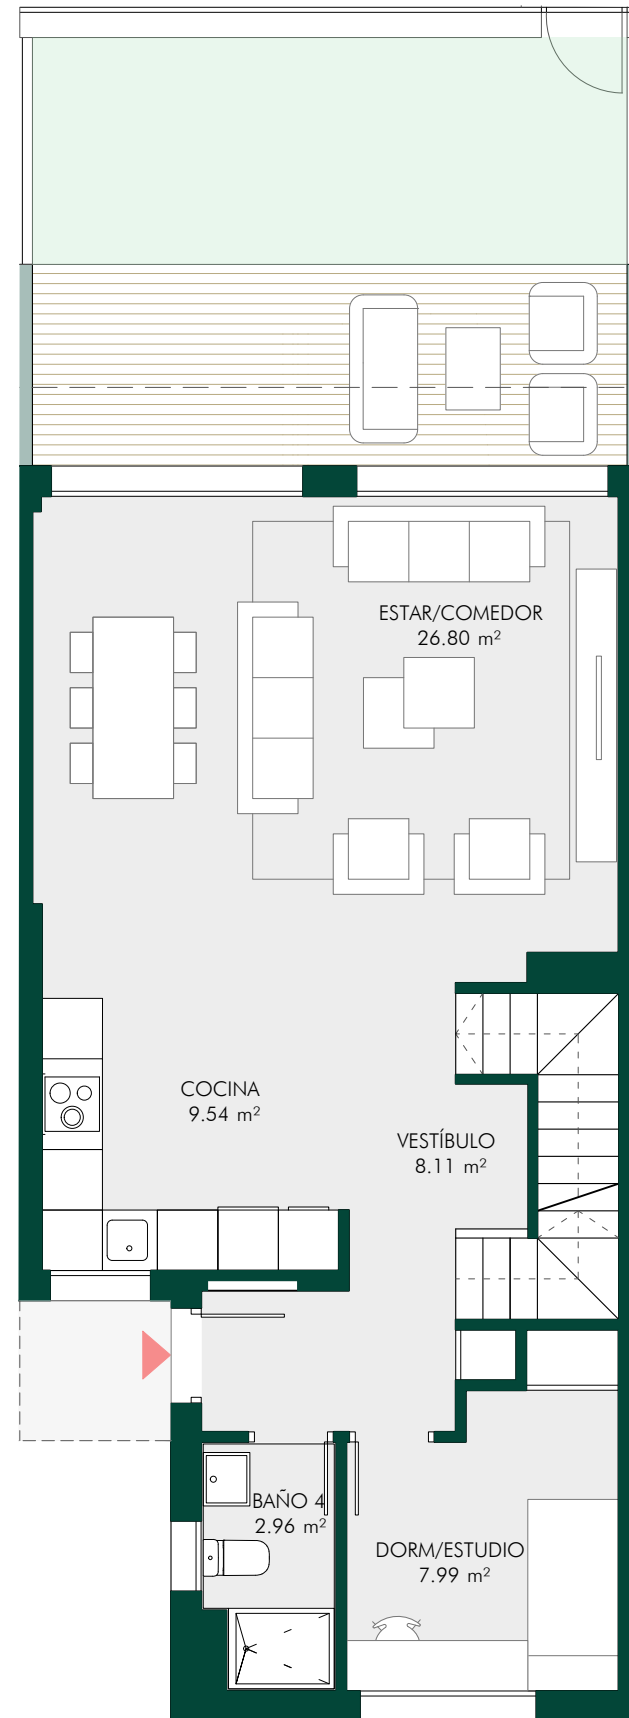 ESTAR/COMEDOR
26.80 m²
COCINA
9.54 m²
VESTÍBULO
8.11 m²
BAÑO 4
2.96 m²
DORM/ESTUDIO
7.99 m²